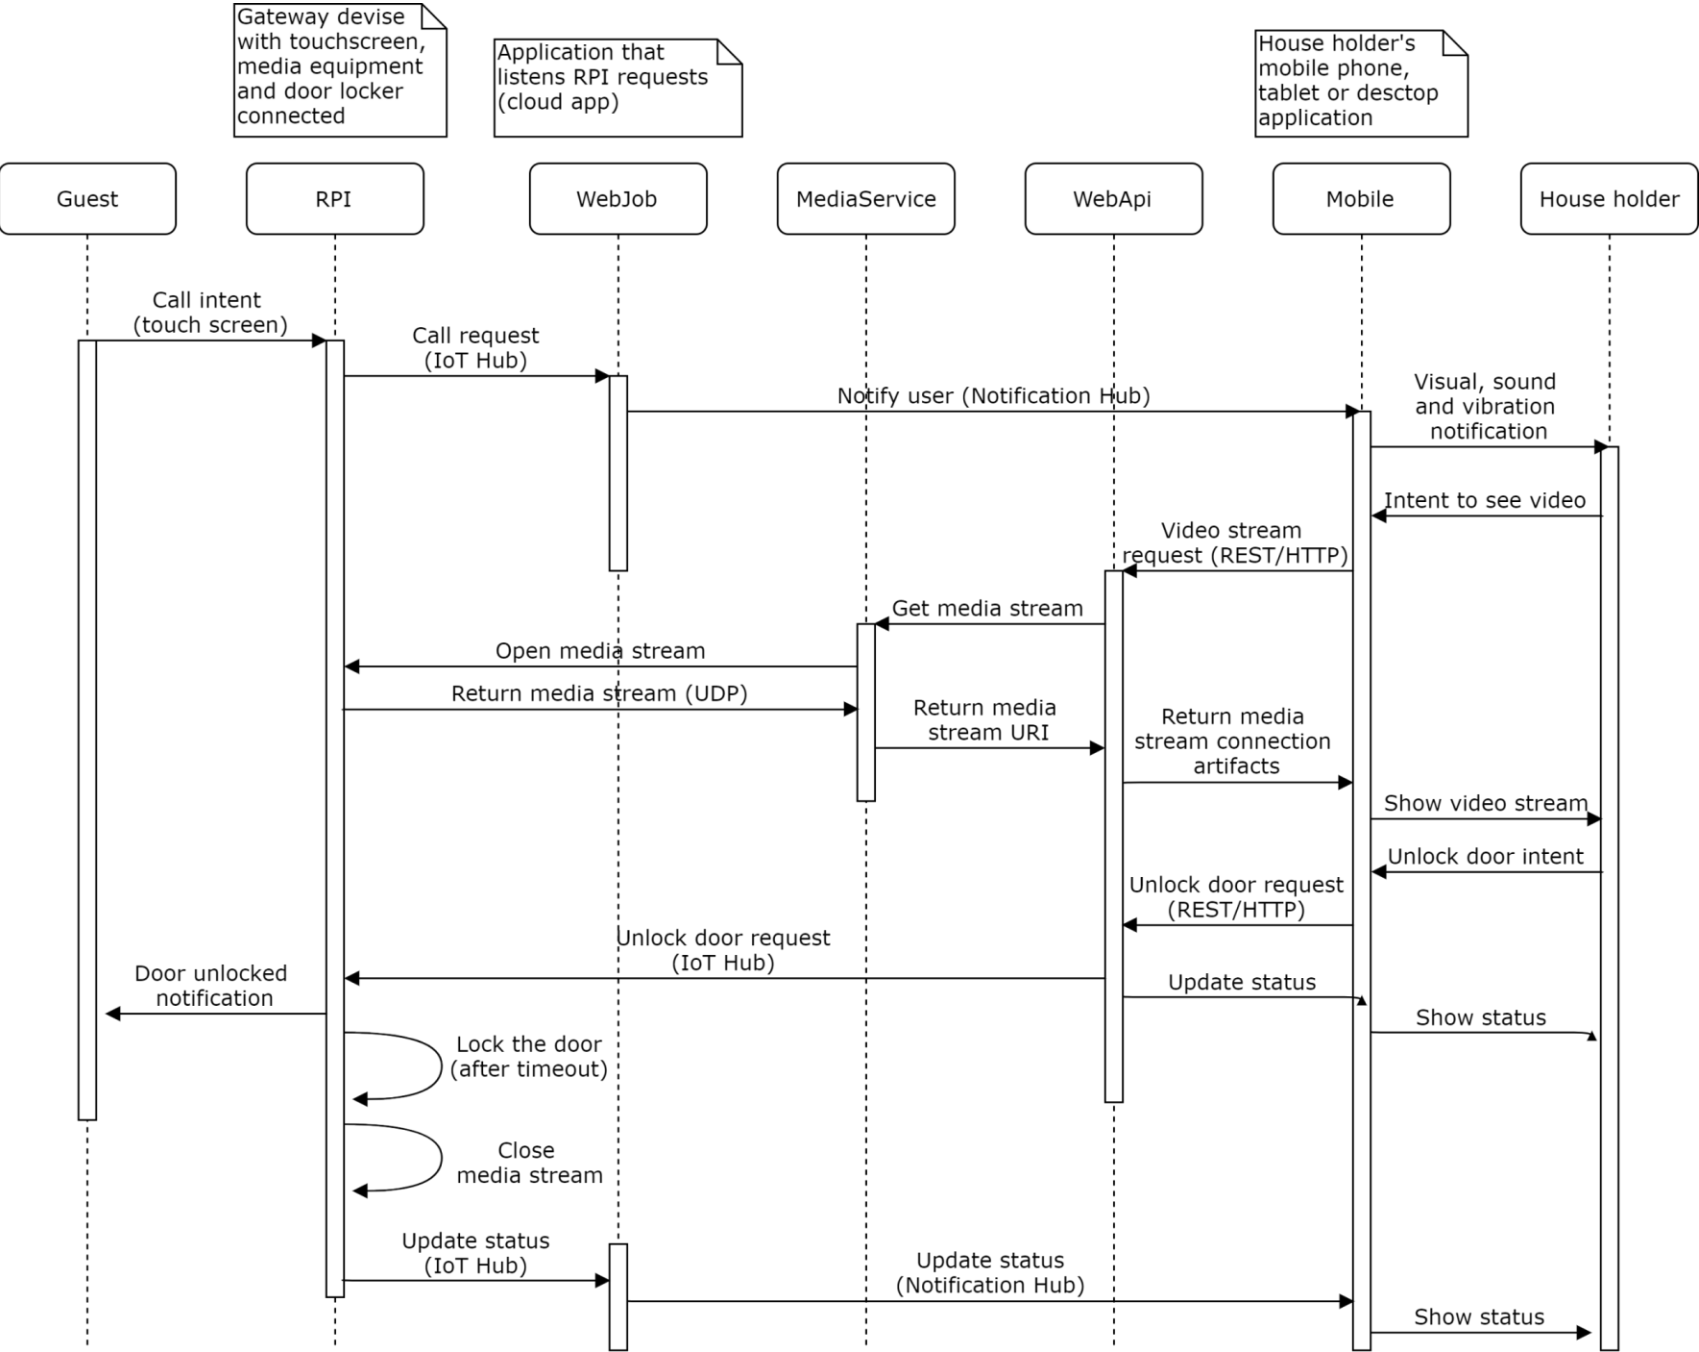 Gateway devise
with touchscreen,
media equipment
and door locker
connected
Application that
listens RPI requests
(cloud app)
House holder's
mobile phone,
tablet or desctop
application
Guest
RPI
WebJob
MediaService
WebApi
Mobile
House holder
Call intent
(touch screen)
Call request
(IoT Hub)
Notify user (Notification Hub)
Visual, sound
and vibration
notification
Intent to see video
Video stream
request (REST/HTTP)
Get media stream
Open media stream
Return media stream (UDP)
Return media
stream URI
Return media
stream connection
artifacts
Show video stream
Unlock door intent
Unlock door request
(REST/HTTP)
Unlock door request
(IoT Hub)
Door unlocked
notification
Update status
Show status
Lock the door
(after timeout)
Close
media stream
Update status
(IoT Hub)
Update status
(Notification Hub)
Show status